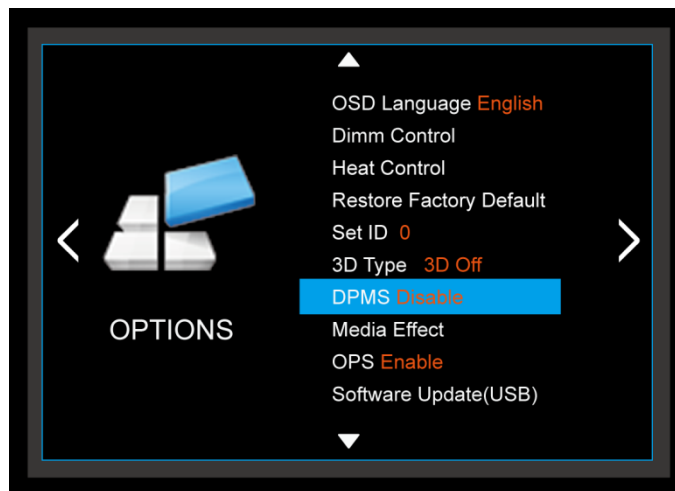 OSD Language English
Dimm Control
Heat Control
Restore Factory Default
Set ID 0
3D Type 3D Off
DPMS Disable
Media Effect
OPS Enable
Software Update(USB)
OPTIONS